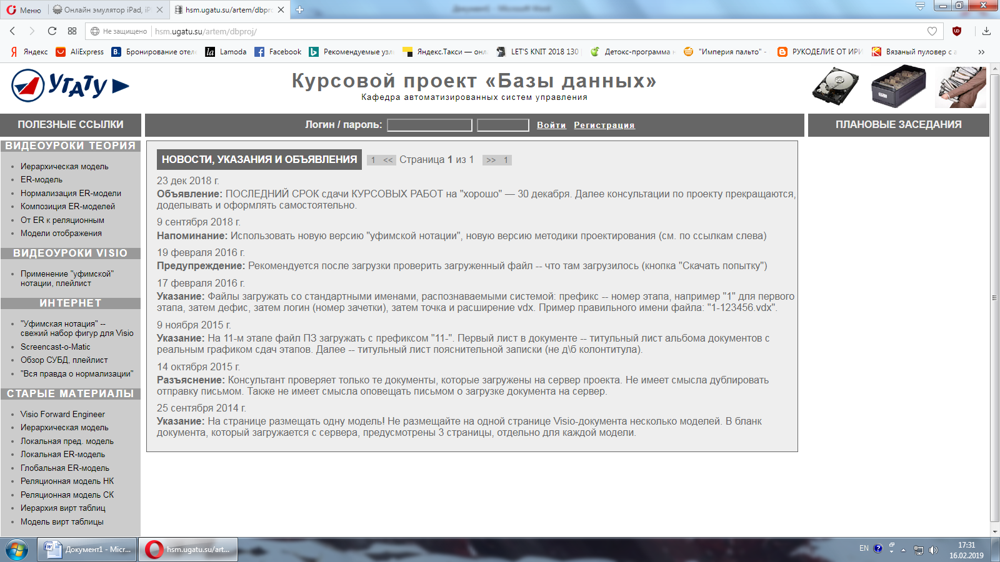 Меню
Онлайн эмулятор iPad, iP
hsm.ugatu.su/artem/dbpro
Документ1 - Microsoft Word
Не защищено
hsm.ugatu.su/artem/dbproj/
Яндекс
AliExpress
Бронирование отеле
Lamoda
Facebook
Рекомендуемые узл
Яндекс.Такси — онл
LET'S KNIT 2018 130
Детокс-программа н
"Империя пальто" -
РУКОДЕЛИЕ ОТ ИРИ
Вязаный пуловер с а
УГАТУ
Курсовой проект «Базы данных»
Кафедра автоматизированных систем управления
ПОЛЕЗНЫЕ ССЫЛКИ
Логин / пароль: Войти Регистрация
ПЛАНОВЫЕ ЗАСЕДАНИЯ
ВИДЕОУРОКИ ТЕОРИЯ
Иерархическая модель
ER-модель
Нормализация ER-модели
Композиция ER-моделей
От ER к реляционным
Модели отображения
ВИДЕОУРОКИ VISIO
Применение "уфимской"
нотации, плейлист
ИНТЕРНЕТ
"Уфимская нотация" --
свежий набор фигур для Visio
Screencast-o-Matic
Обзор СУБД, плейлист
"Вся правда о нормализации"
СТАРЫЕ МАТЕРИАЛЫ
Visio Forward Engineer
Иерархическая модель
Локальная пред. модель
Локальная ER-модель
Глобальная ER-модель
Реляционная модель НК
Реляционная модель СК
Иерархия вирт таблиц
Модель вирт таблицы
НОВОСТИ, УКАЗАНИЯ И ОБЪЯВЛЕНИЯ 1 << Страница 1 из 1 >> 1
23 дек 2018 г.
Объявление: ПОСЛЕДНИЙ СРОК сдачи КУРСОВЫХ РАБОТ на "хорошо" — 30 декабря. Далее консультации по проекту прекращаются,
доделывать и оформлять самостоятельно.
9 сентября 2018 г.
Напоминание: Использовать новую версию "уфимской нотации", новую версию методики проектирования (см. по ссылкам слева)
19 февраля 2016 г.
Предупреждение: Рекомендуется после загрузки проверить загруженный файл -- что там загрузилось (кнопка "Скачать попытку")
17 февраля 2016 г.
Указание: Файлы загружать со стандартными именами, распознаваемыми системой: префикс -- номер этапа, например "1" для первого
этапа, затем дефис, затем логин (номер зачетки), затем точка и расширение vdx. Пример правильного имени файла: "1-123456.vdx".
9 ноября 2015 г.
Указание: На 11-м этапе файл ПЗ загружать с префиксом "11-". Первый лист в документе -- титульный лист альбома документов с
реальным графиком сдач этапов. Далее -- титульный лист пояснительной записки (не д\б колонтитула).
14 октября 2015 г.
Разъяснение: Консультант проверяет только те документы, которые загружены на сервер проекта. Не имеет смысла дублировать
отправку письмом. Также не имеет смысла оповещать письмом о загрузке документа на сервер.
25 сентября 2014 г.
Указание: На странице размещать одну модель! Не размещайте на одной странице Visio-документа несколько моделей. В бланк
документа, который загружается с сервера, предусмотрены 3 страницы, отдельно для каждой модели.
Документ1 - Micr...
hsm.ugatu.su/art...
EN
17:31
16.02.2019